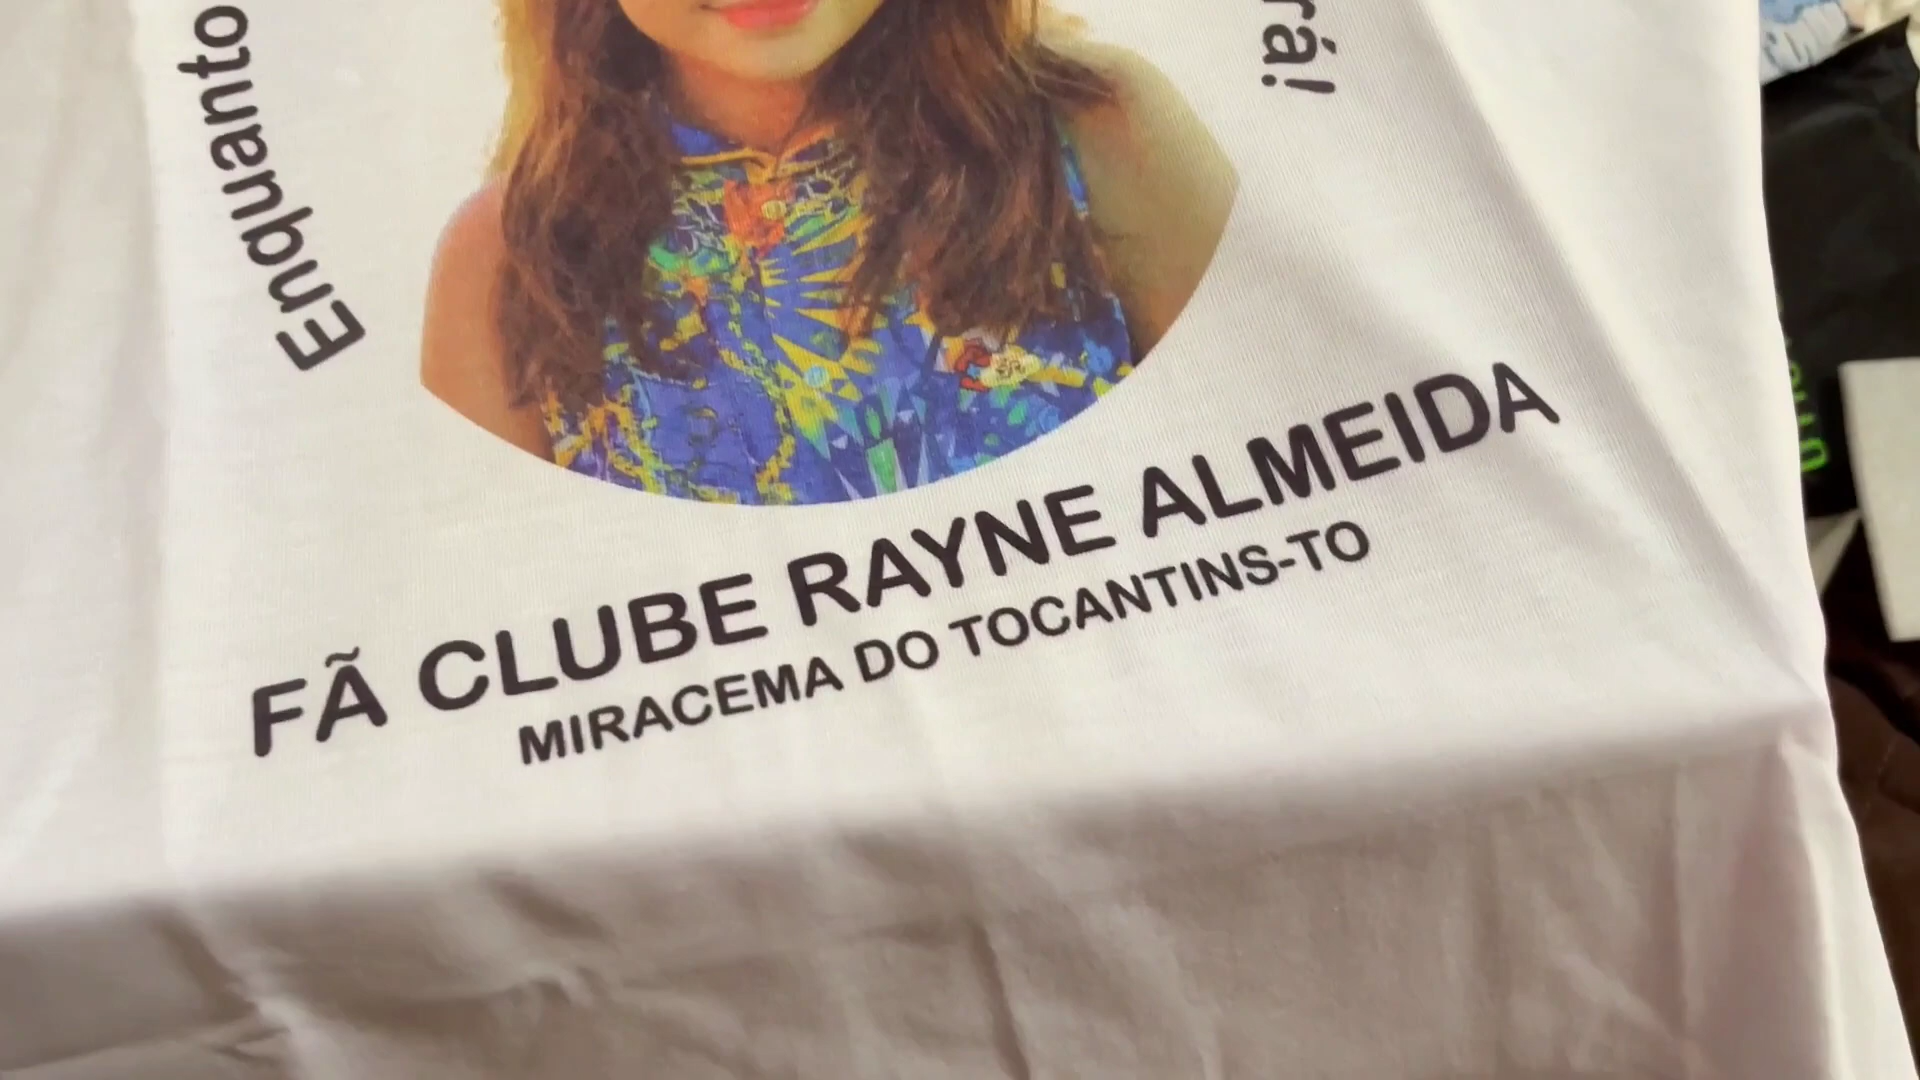 Enquanto
rá!
FÃ CLUBE RAYNE ALMEIDA
MIRACEMA DO TOCANTINS-TO